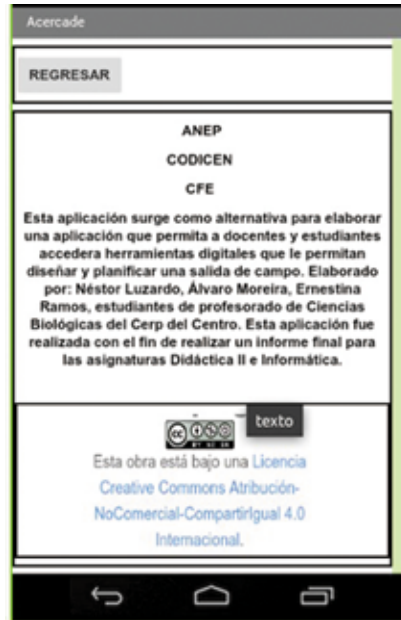 Acercade
REGRESAR
ANEP
CODICEN
CFE
Esta aplicación surge como alternativa para elaborar
una aplicación que permita a docentes y estudiantes
accedera herramientas digitales que le permitan
diseñar y planificar una salida de campo. Elaborado
por: Néstor Luzardo, Álvaro Moreira, Ernestina
Ramos, estudiantes de profesorado de Ciencias
Biológicas del Cerp del Centro. Esta aplicación fue
realizada con el fin de realizar un informe final para
las asignaturas Didáctica II e Informática.
texto
cc
BY NC SA
Esta obra está bajo una Licencia
Creative Commons Atribución-
NoComercial-CompartirIgual 4.0
Internacional.